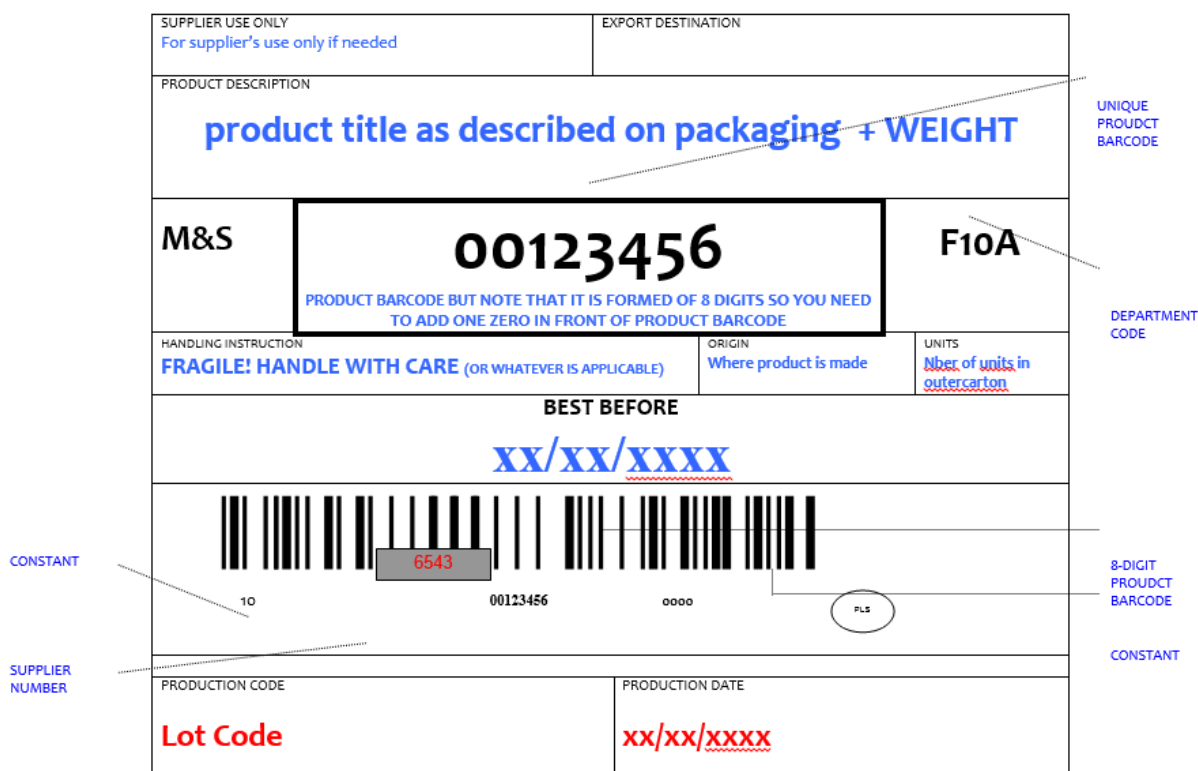 SUPPLIER USE ONLY
For supplier's use only if needed
EXPORT DESTINATION
PRODUCT DESCRIPTION
product title as described on packaging + WEIGHT
UNIQUE
PROUDCT
BARCODE
M&S
00123456
PRODUCT BARCODE BUT NOTE THAT IT IS FORMED OF 8 DIGITS SO YOU NEED
TO ADD ONE ZERO IN FRONT OF PRODUCT BARCODE
F10A
DEPARTMENT
CODE
HANDLING INSTRUCTION
FRAGILE! HANDLE WITH CARE (OR WHATEVER IS APPLICABLE)
ORIGIN
Where product is made
UNITS
Nber of units in
outercarton
BEST BEFORE
xx/xx/xxxx
6543
10
00123456
0000
PLS
CONSTANT
SUPPLIER
NUMBER
8-DIGIT
PROUDCT
BARCODE
CONSTANT
PRODUCTION CODE
Lot Code
PRODUCTION DATE
xx/xx/xxxx